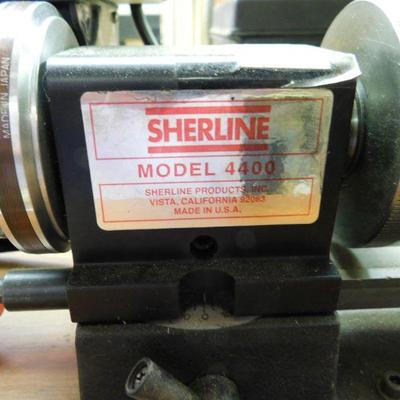 SHERLINE
MODEL 4400
SHERLINE PRODUCTS, INC.
VISTA, CALIFORNIA 92083
MADE IN U.S.A.
MADE IN JAPAN